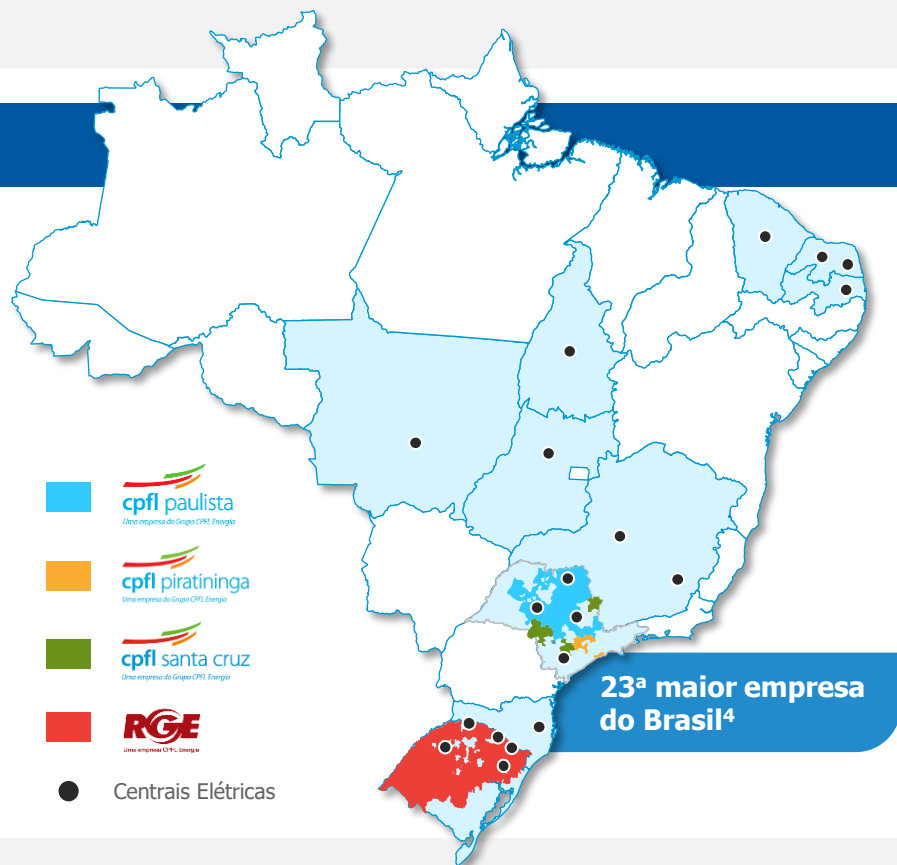 cpfl paulista
Uma empresa do Grupo CPFL Energia
cpfl piratininga
Uma empresa do Grupo CPFL Energia
cpfl santa cruz
Uma empresa do Grupo CPFL Energia
RGE
Uma empresa CPFL Energia
Centrais Elétricas
23ª maior empresa
do Brasil⁴